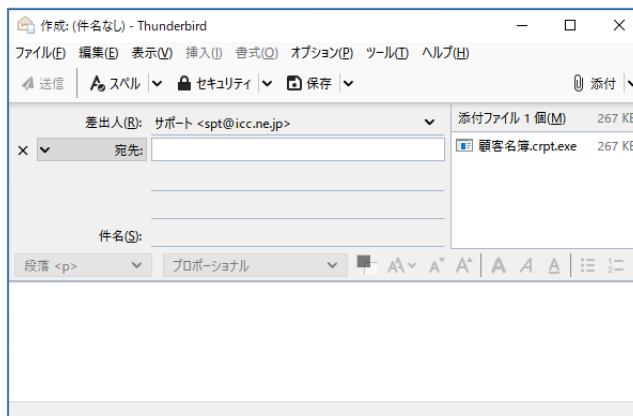 作成: (件名なし) - Thunderbird
ファイル(F) 編集(E) 表示(V) 挿入(I) 書式(O) オプション(P) ツール(T) ヘルプ(H)
送信 スペル セキュリティ 保存 添付
差出人(R): サポート <spt@icc.ne.jp>
添付ファイル 1 個(M) 267 KB
宛先:
顧客名簿.crpt.exe 267 KB
件名(S):
段落 <p> プロポーショナル